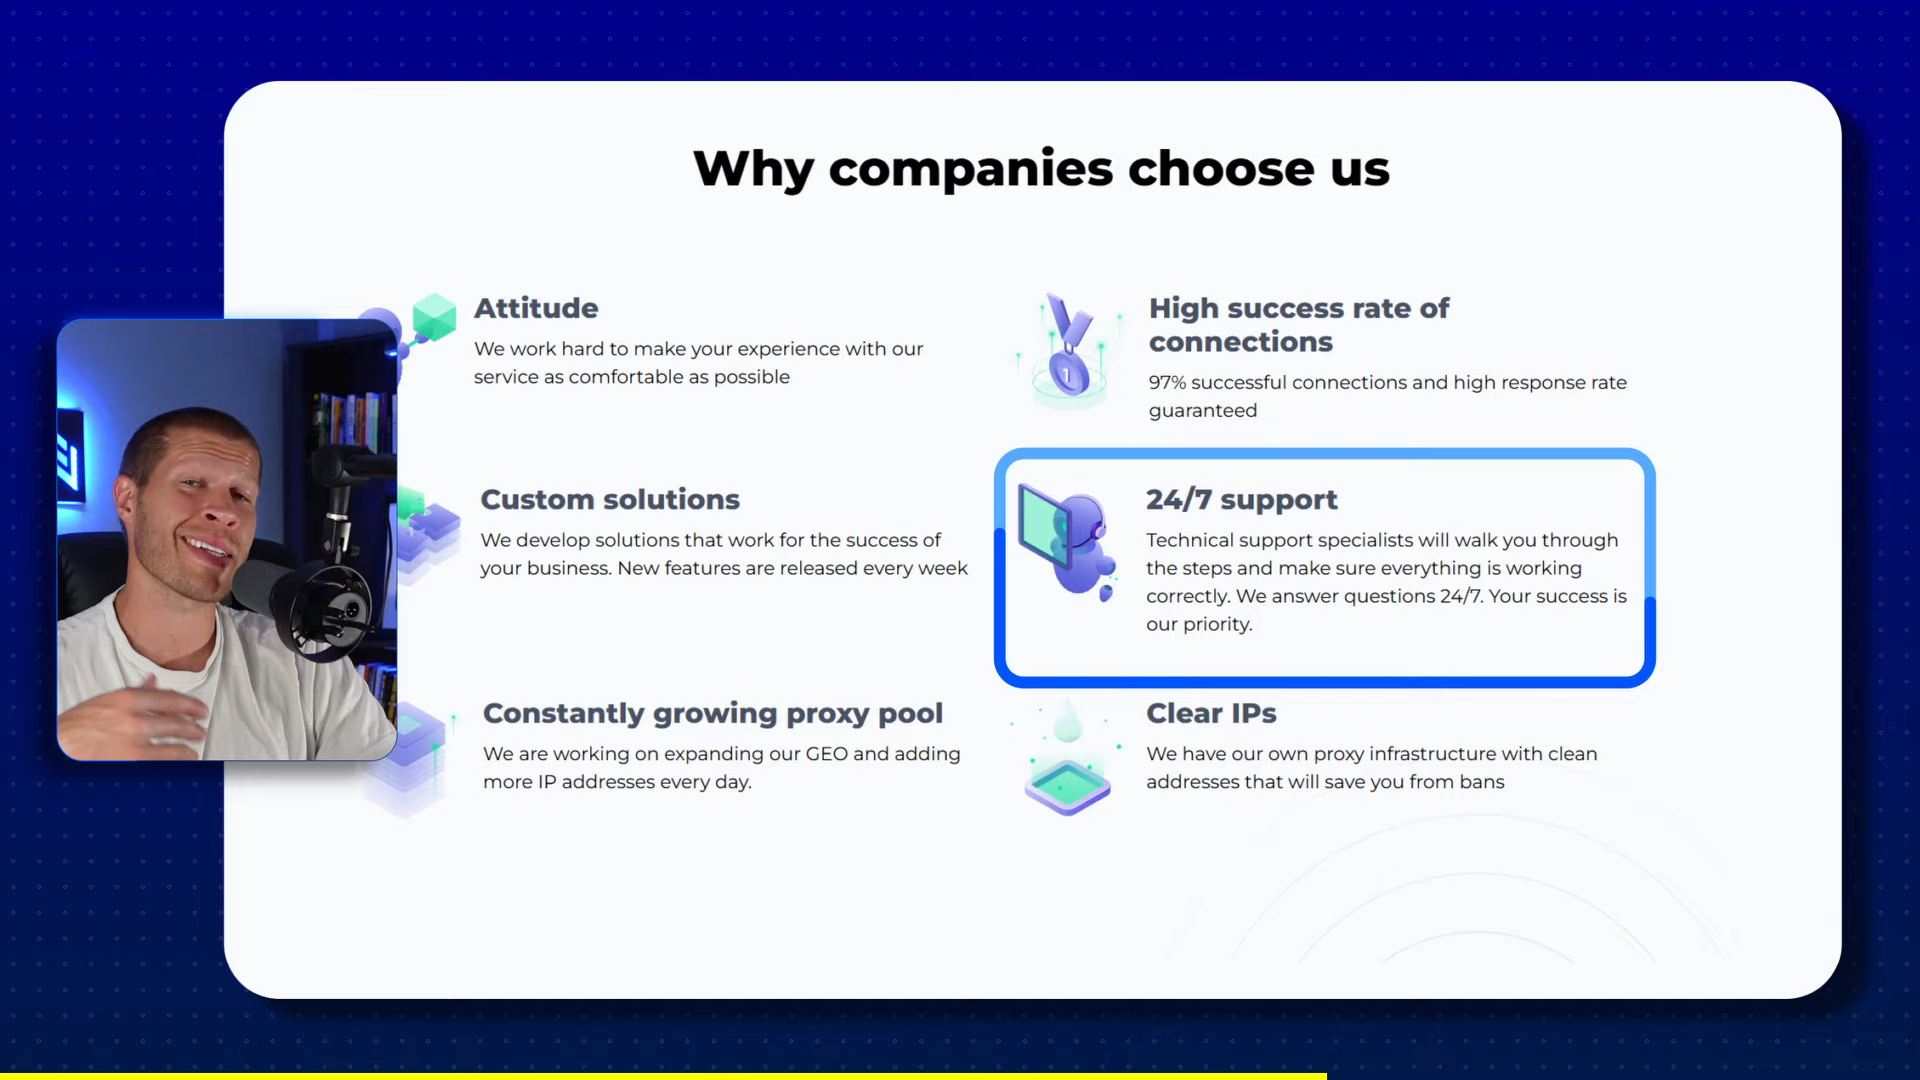 Why companies choose us
Attitude
We work hard to make your experience with our
service as comfortable as possible
High success rate of
connections
97% successful connections and high response rate
guaranteed
1
Custom solutions
We develop solutions that work for the success of
your business. New features are released every week
24/7 support
Technical support specialists will walk you through
the steps and make sure everything is working
correctly. We answer questions 24/7. Your success is
our priority.
Constantly growing proxy pool
We are working on expanding our GEO and adding
more IP addresses every day.
Clear IPs
We have our own proxy infrastructure with clean
addresses that will save you from bans